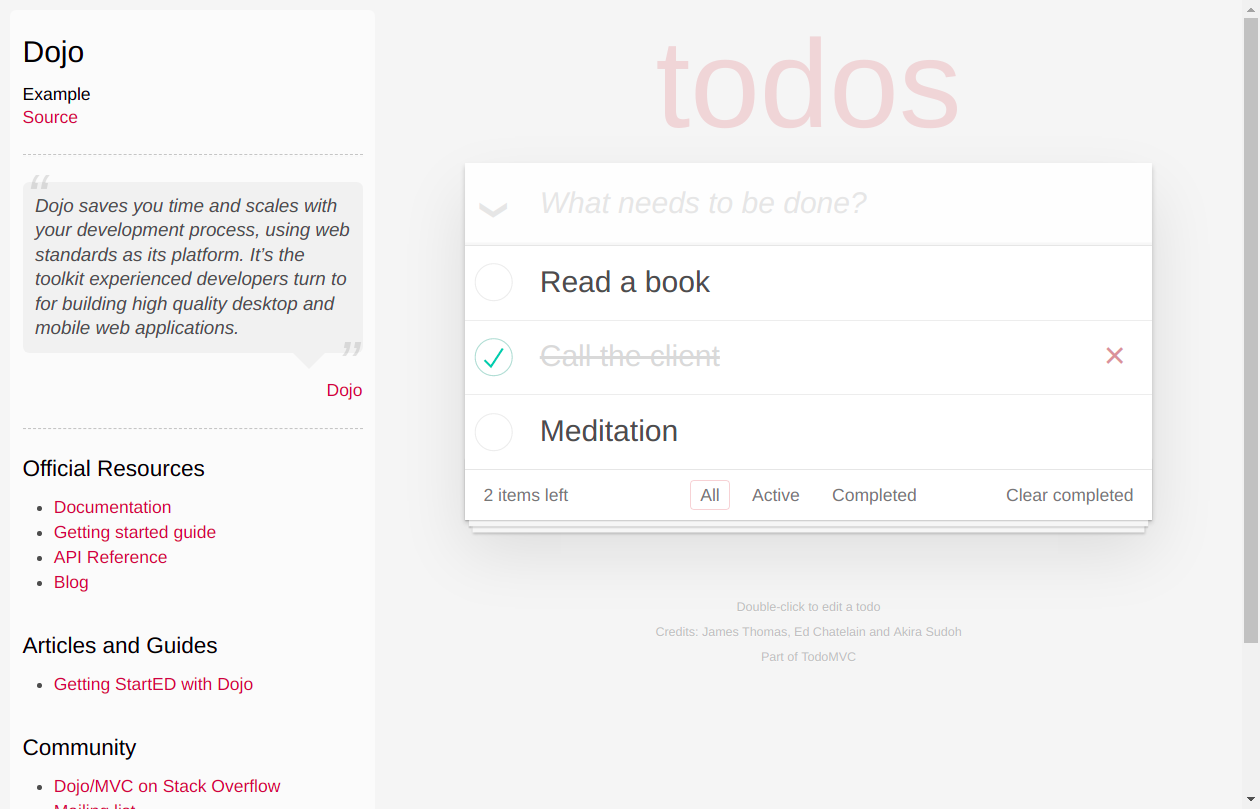 Dojo
Example
Source
“
Dojo saves you time and scales with
your development process, using web
standards as its platform. It’s the
toolkit experienced developers turn to
for building high quality desktop and
mobile web applications.
”
Dojo
Official Resources
Documentation
Getting started guide
API Reference
Blog
Articles and Guides
Getting StartED with Dojo
Community
Dojo/MVC on Stack Overflow
Mailing list
todos
What needs to be done?
Read a book
Call the client
Meditation
2 items left All Active Completed Clear completed
Double-click to edit a todo
Credits: James Thomas, Ed Chatelain and Akira Sudoh
Part of TodoMVC